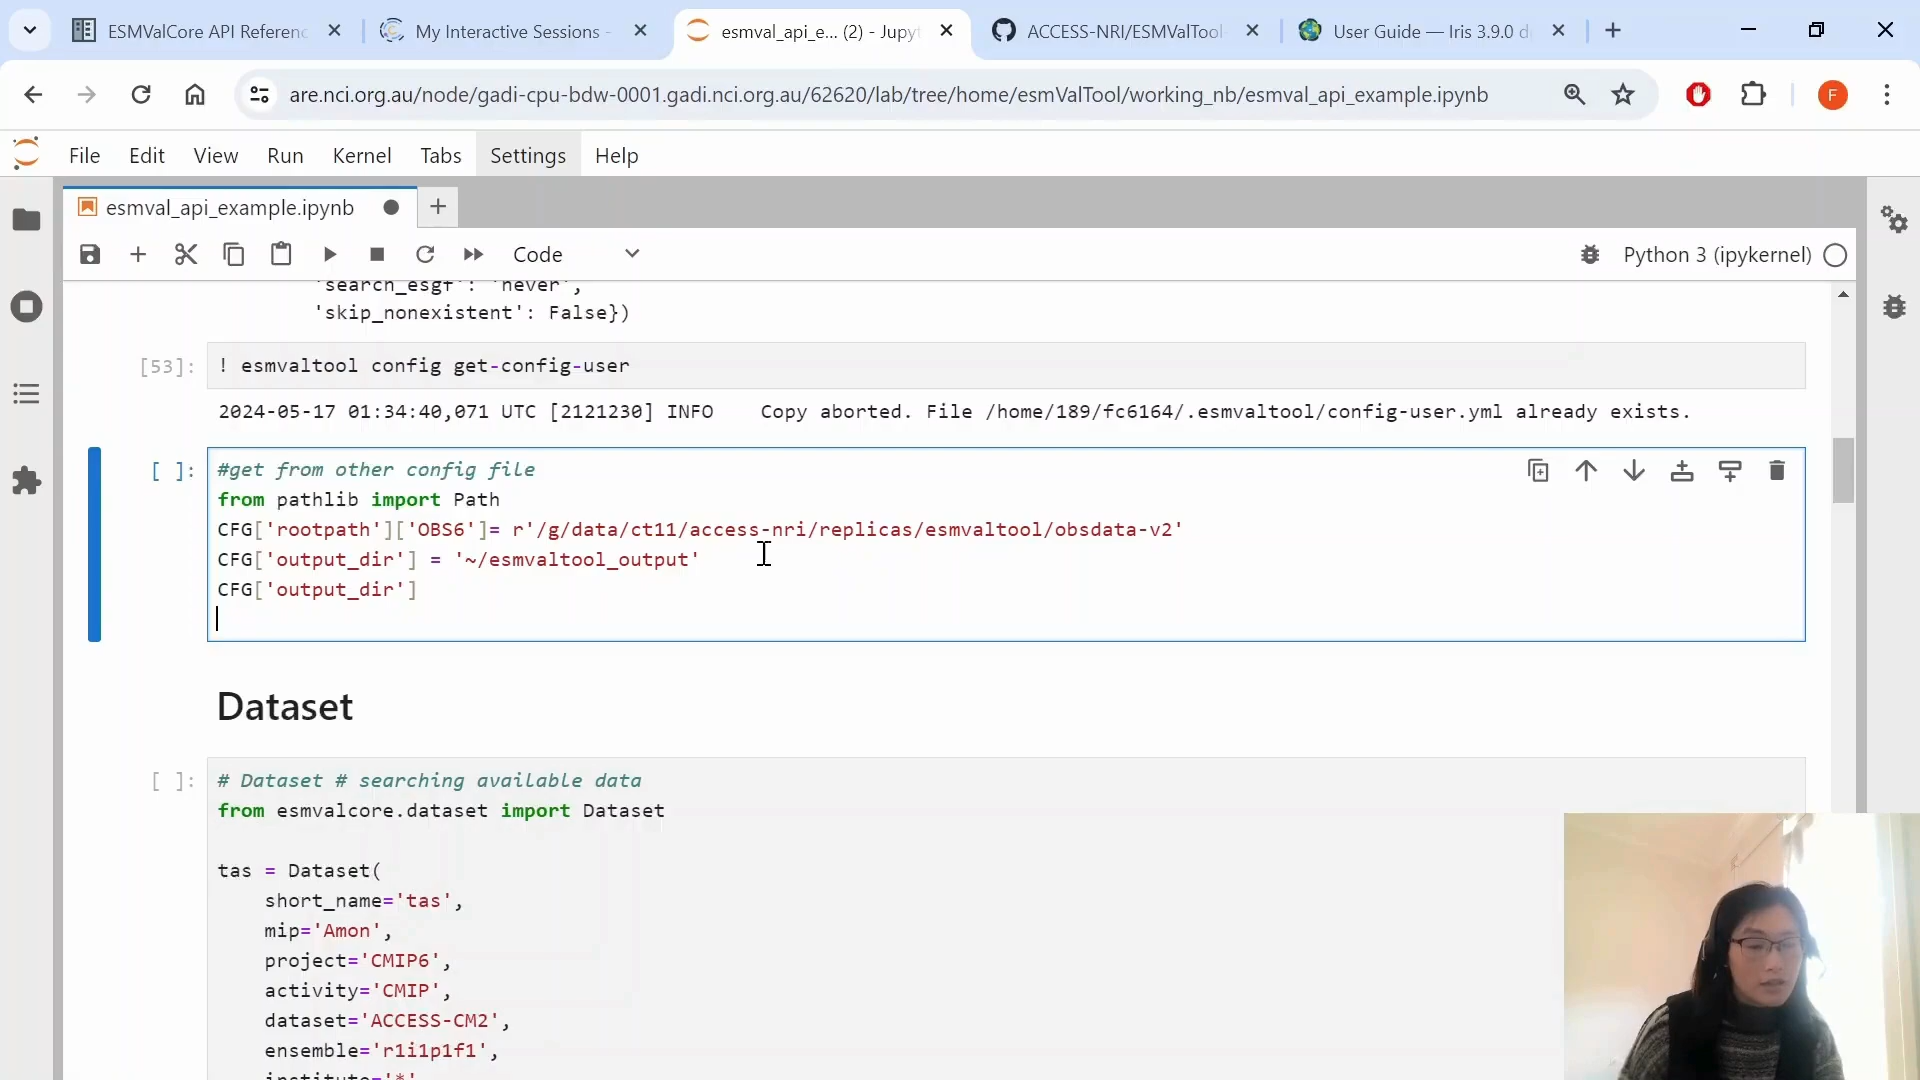 ESMValCore API Referenc
My Interactive Sessions -
esmval_api_e... (2) - Jupyt
ACCESS-NRI/ESMValTool-
User Guide — Iris 3.9.0 d
are.nci.org.au/node/gadi-cpu-bdw-0001.gadi.nci.org.au/62620/lab/tree/home/esmValTool/working_nb/esmval_api_example.ipynb
F
File Edit View Run Kernel Tabs Settings Help
esmval_api_example.ipynb
Code
Python 3 (ipykernel)
'search_esgf': 'never',
'skip_nonexistent': False})
[53]: ! esmvaltool config get-config-user
2024-05-17 01:34:40,071 UTC [2121230] INFO    Copy aborted. File /home/189/fc6164/.esmvaltool/config-user.yml already exists.
[ ]: #get from other config file
from pathlib import Path
CFG['rootpath']['OBS6']= r'/g/data/ct11/access-nri/replicas/esmvaltool/obsdata-v2'
CFG['output_dir'] = '~/esmvaltool_output'
CFG['output_dir']
Dataset
[ ]: # Dataset # searching available data
from esmvalcore.dataset import Dataset
tas = Dataset(
short_name='tas',
mip='Amon',
project='CMIP6',
activity='CMIP',
dataset='ACCESS-CM2',
ensemble='r1i1p1f1',
institute='*'